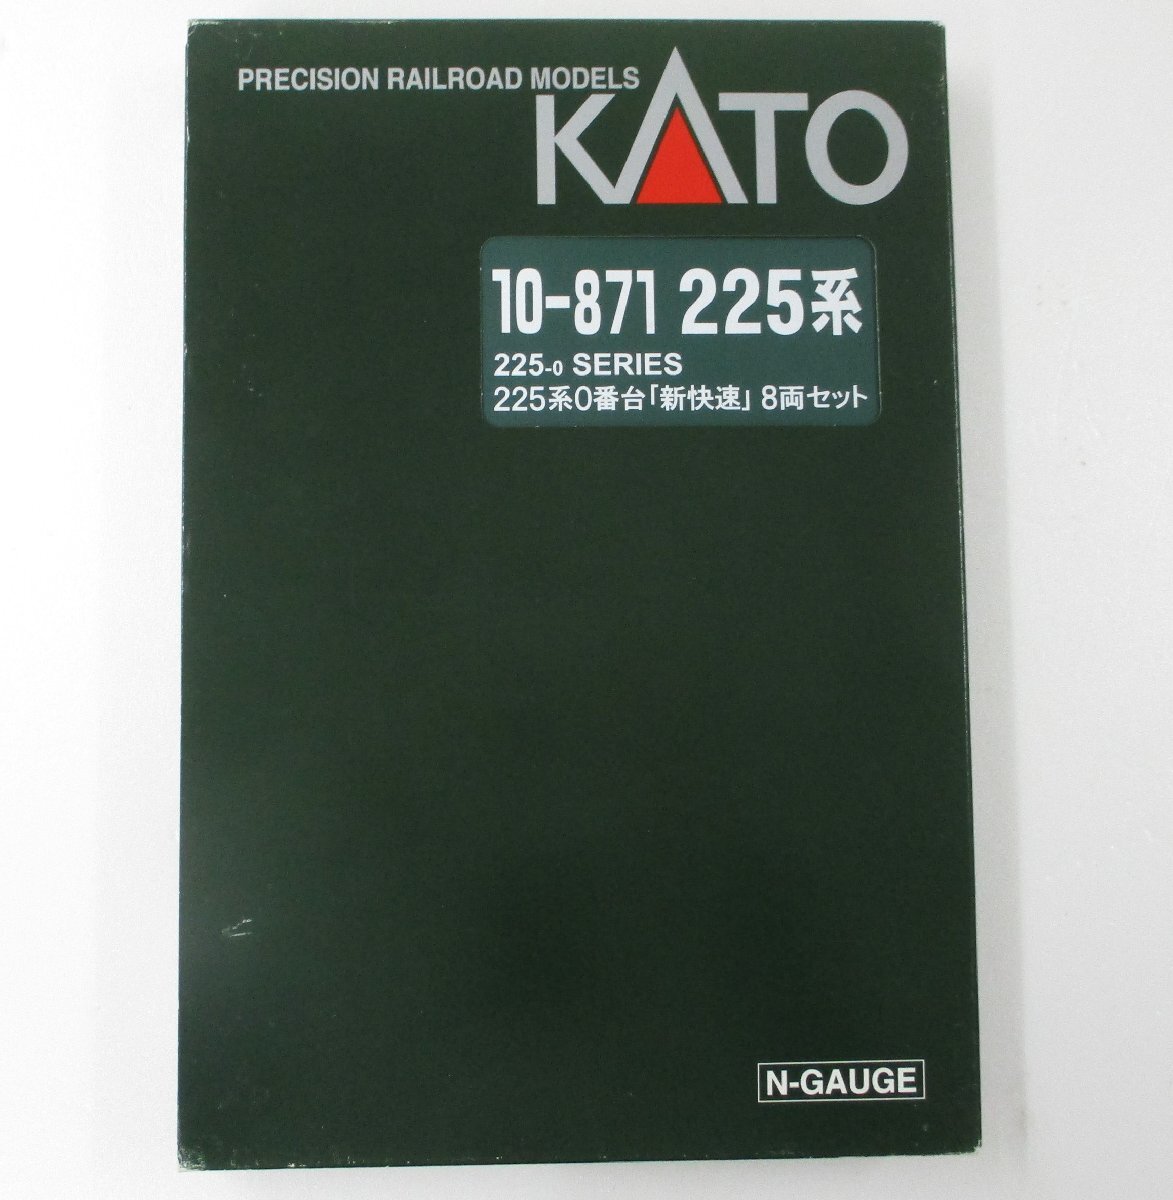 PRECISION RAILROAD MODELS
KATO
10-871 225系
225-0 SERIES
225系0番台「新快速」 8両セット
N-GAUGE